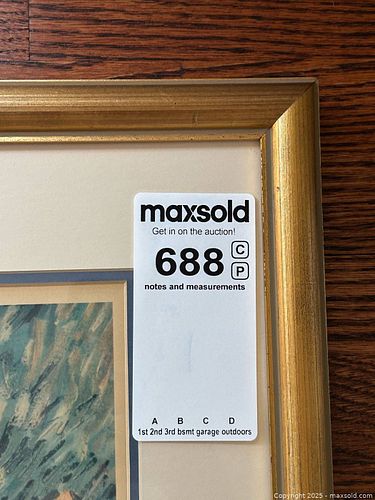 maxsold
Get in on the auction!
688 C
P
notes and measurements
A B C D
1st 2nd 3rd bsmt garage outdoors
Copyright © 2025 - maxsold.com